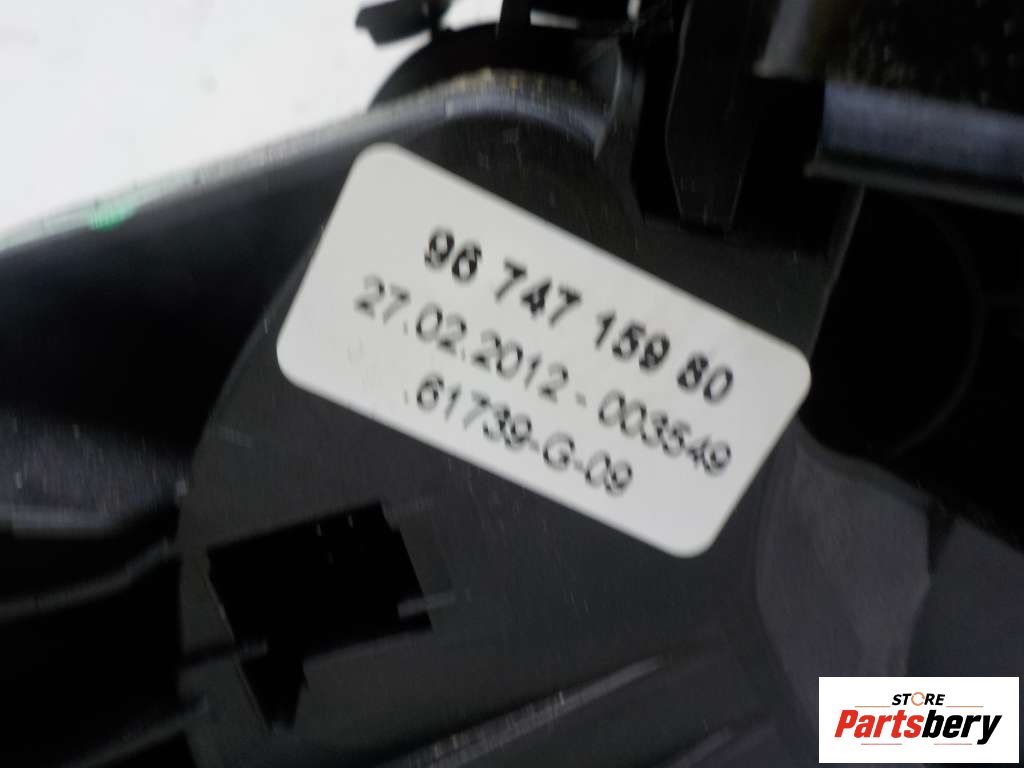 96 747 159 80
27.02.2012 - 003549
.61739-G-09
STORE
Partsbery